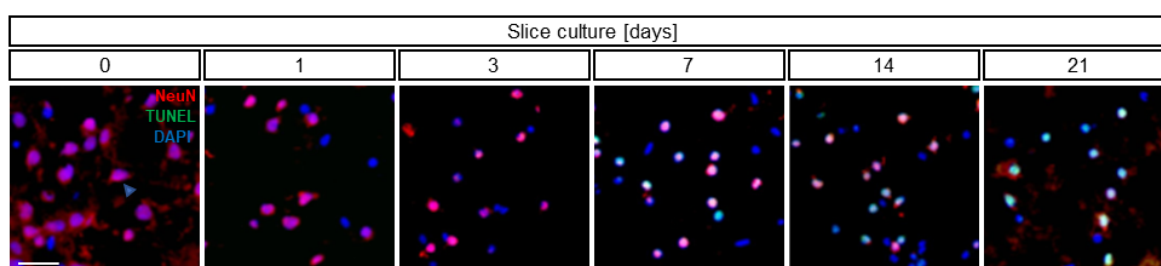 Slice culture [days]
0 1 3 7 14 21
NeuN
TUNEL
DAPI